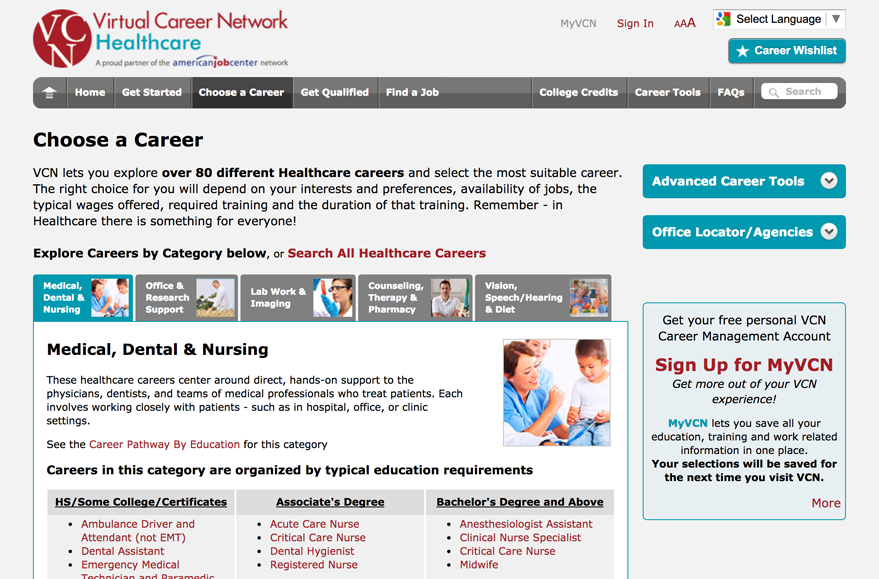 VCN
Virtual Career Network
Healthcare
A proud partner of the americanjobcenter network
MyVCN
Sign In
AAA
Select Language
Career Wishlist
Home
Get Started
Choose a Career
Get Qualified
Find a Job
College Credits
Career Tools
FAQs
Search
Choose a Career
VCN lets you explore over 80 different Healthcare careers and select the most suitable career.
The right choice for you will depend on your interests and preferences, availability of jobs, the
typical wages offered, required training and the duration of that training. Remember - in
Healthcare there is something for everyone!
Explore Careers by Category below, or Search All Healthcare Careers
Medical,
Dental &
Nursing
Office &
Research
Support
Lab Work &
Imaging
Counseling,
Therapy &
Pharmacy
Vision,
Speech/Hearing
& Diet
Medical, Dental & Nursing
These healthcare careers center around direct, hands-on support to the
physicians, dentists, and teams of medical professionals who treat patients. Each
involves working closely with patients - such as in hospital, office, or clinic
settings.
See the Career Pathway By Education for this category
Careers in this category are organized by typical education requirements
HS/Some College/Certificates
Ambulance Driver and
Attendant (not EMT)
Dental Assistant
Emergency Medical
Technician and Paramedic
Associate's Degree
Acute Care Nurse
Critical Care Nurse
Dental Hygienist
Registered Nurse
Bachelor's Degree and Above
Anesthesiologist Assistant
Clinical Nurse Specialist
Critical Care Nurse
Midwife
Advanced Career Tools
Office Locator/Agencies
Get your free personal VCN
Career Management Account
Sign Up for MyVCN
Get more out of your VCN
experience!
MyVCN lets you save all your
education, training and work related
information in one place.
Your selections will be saved for
the next time you visit VCN.
More